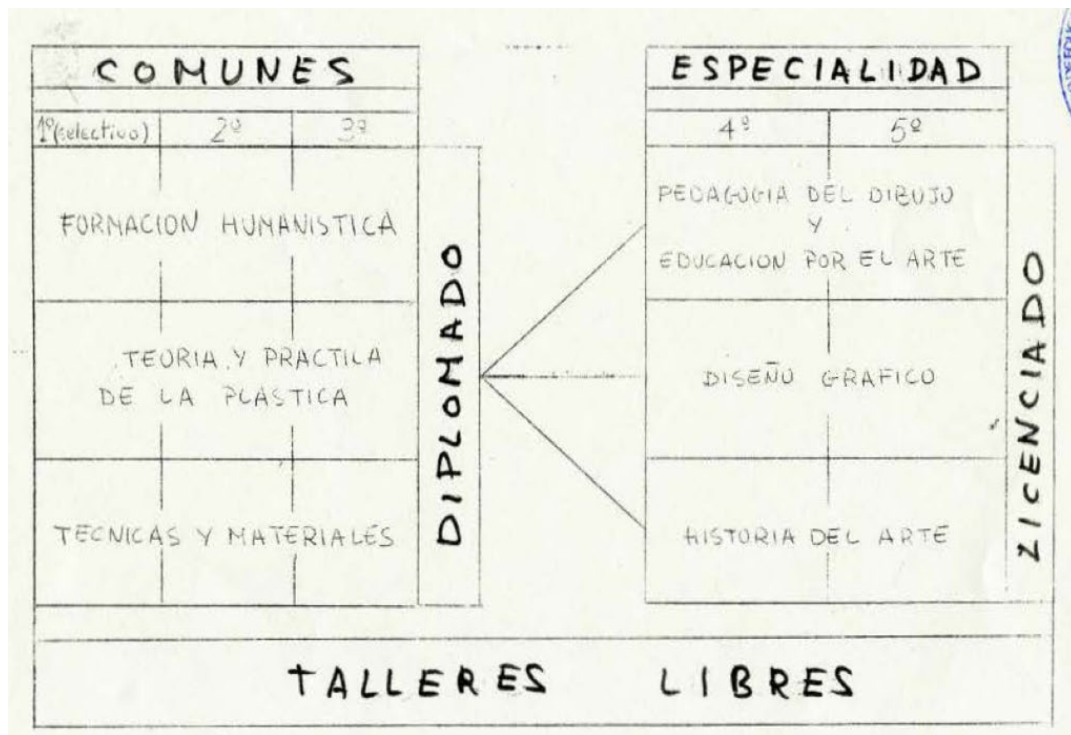 COMUNES
1º(selectivo) 2º 3º
FORMACION HUMANISTICA
TEORIA Y PRACTICA
DE LA PLASTICA
TECNICAS Y MATERIALES
DIPLOMADO
ESPECIALIDAD
4º 5º
PEDAGOGIA DEL DIBUJO
Y
EDUCACION POR EL ARTE
DISEÑO GRAFICO
HISTORIA DEL ARTE
LICENCIADO
TALLERES LIBRES